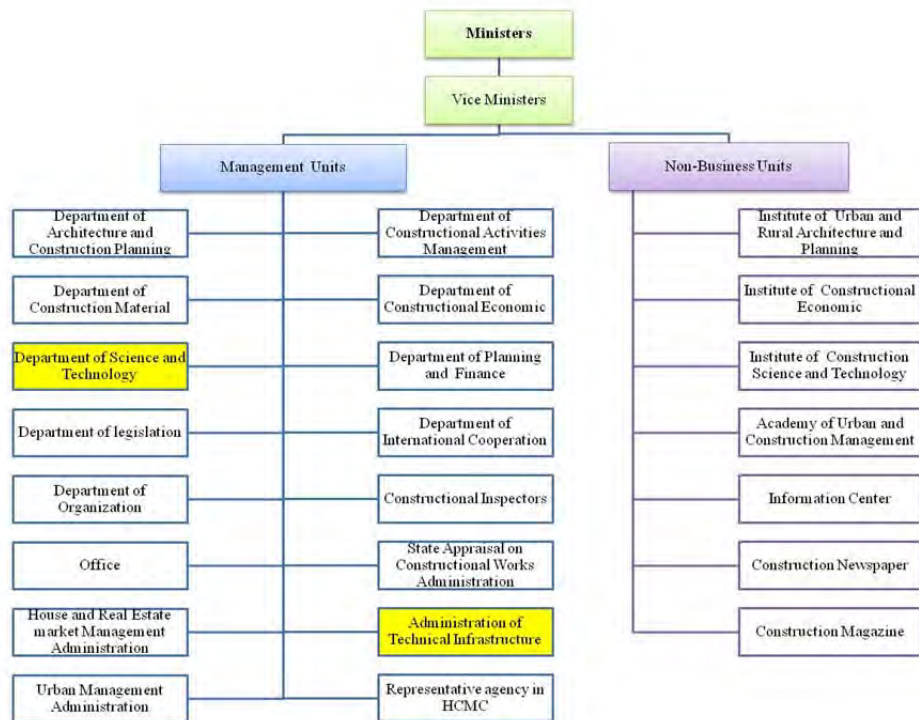 Ministers
Vice Ministers
Management Units
Non-Business Units
Department of
Architecture and
Construction Planning
Department of
Constructional Activities
Management
Institute of Urban and
Rural Architecture and
Planning
Department of
Construction Material
Department of
Constructional Economic
Institute of Constructional
Economic
Department of Science and
Technology
Department of Planning
and Finance
Institute of Construction
Science and Technology
Department of legislation
Department of
International Cooperation
Academy of Urban and
Construction Management
Department of
Organization
Constructional Inspectors
Information Center
Office
State Appraisal on
Constructional Works
Administration
Construction Newspaper
House and Real Estate
market Management
Administration
Administration of
Technical Infrastructure
Construction Magazine
Urban Management
Administration
Representative agency in
HCMC